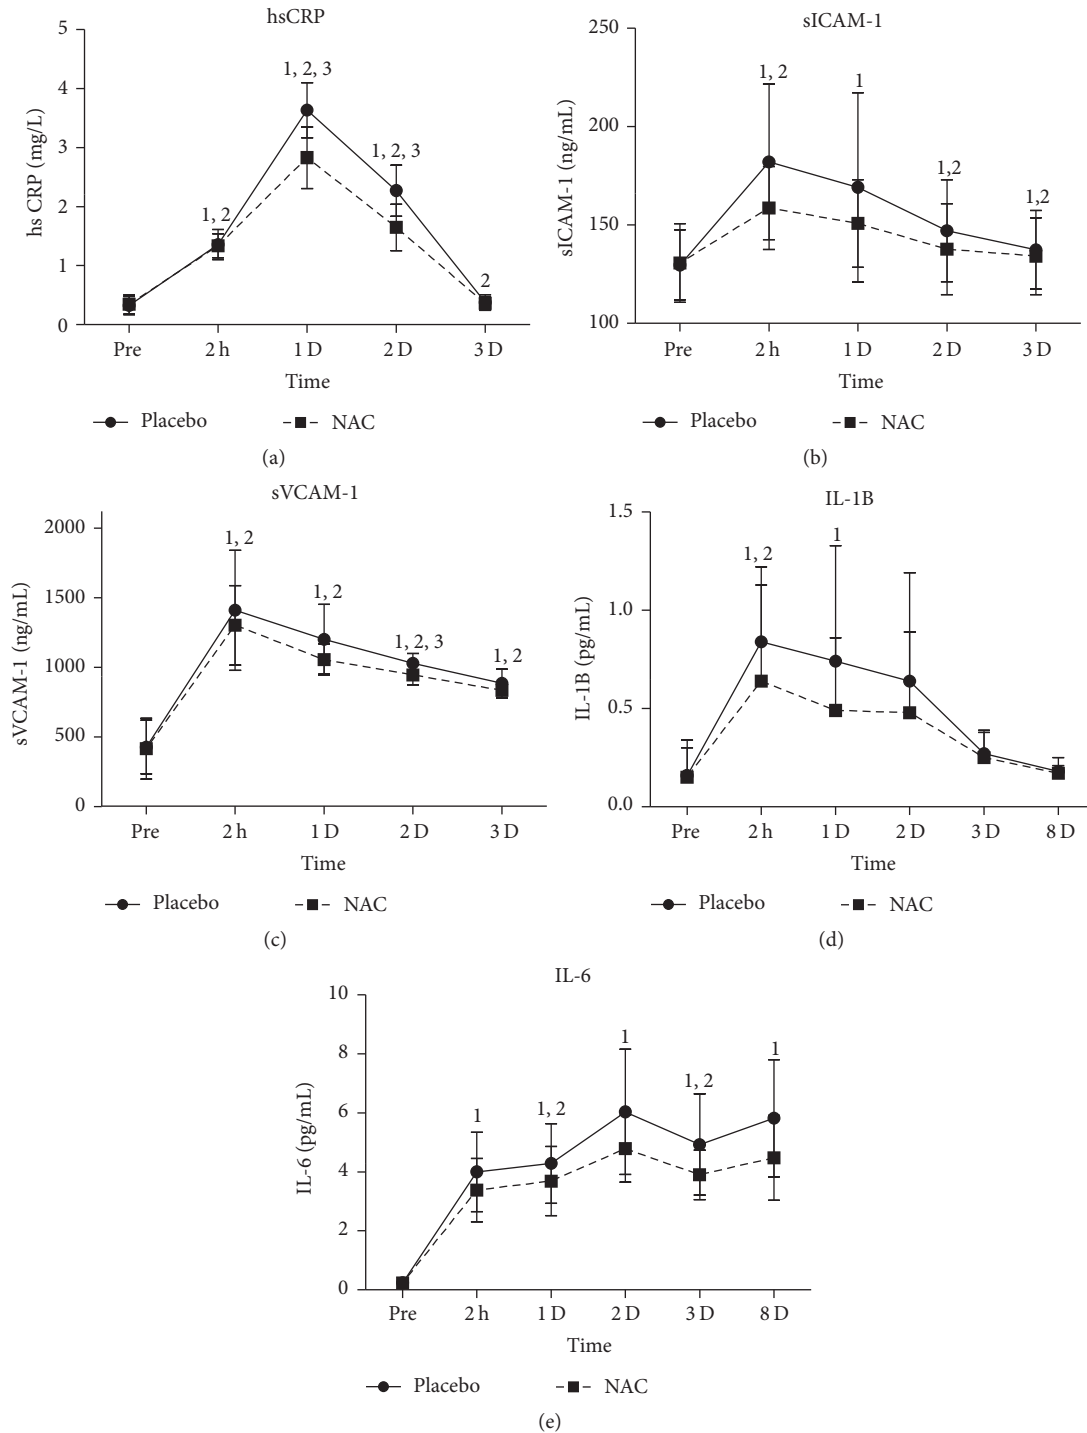 hsCRP
5
4
3
2
1
0
hs CRP (mg/L)
1, 2
1, 2, 3
1, 2, 3
2
Pre 2 h 1 D 2 D 3 D
Time
Placebo NAC
(a)
sICAM-1
250
200
150
100
sICAM-1 (ng/mL)
1, 2
1
1,2
1,2
Pre 2 h 1 D 2 D 3 D
Time
Placebo NAC
(b)
sVCAM-1
2000
1500
1000
500
0
sVCAM-1 (ng/mL)
1, 2
1, 2
1, 2, 3
1, 2
Pre 2 h 1 D 2 D 3 D
Time
Placebo NAC
(c)
IL-1B
1.5
1.0
0.5
0.0
IL-1B (pg/mL)
1, 2
1
Pre 2 h 1 D 2 D 3 D 8 D
Time
Placebo NAC
(d)
IL-6
10
8
6
4
2
0
IL-6 (pg/mL)
1
1, 2
1
1, 2
1
Pre 2 h 1 D 2 D 3 D 8 D
Time
Placebo NAC
(e)